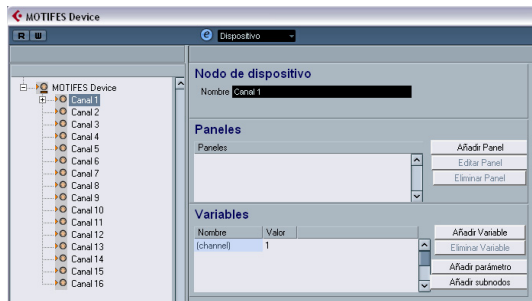 MOTIFES Device
R W
Dispositivo
MOTIFES Device
Canal 1
Canal 2
Canal 3
Canal 4
Canal 5
Canal 6
Canal 7
Canal 8
Canal 9
Canal 10
Canal 11
Canal 12
Canal 13
Canal 14
Canal 15
Canal 16
Nodo de dispositivo
Nombre Canal 1
Paneles
Paneles
Añadir Panel
Editar Panel
Eliminar Panel
Variables
Nombre Valor
(channel) 1
Añadir Variable
Eliminar Variable
Añadir parámetro
Añadir subnodos